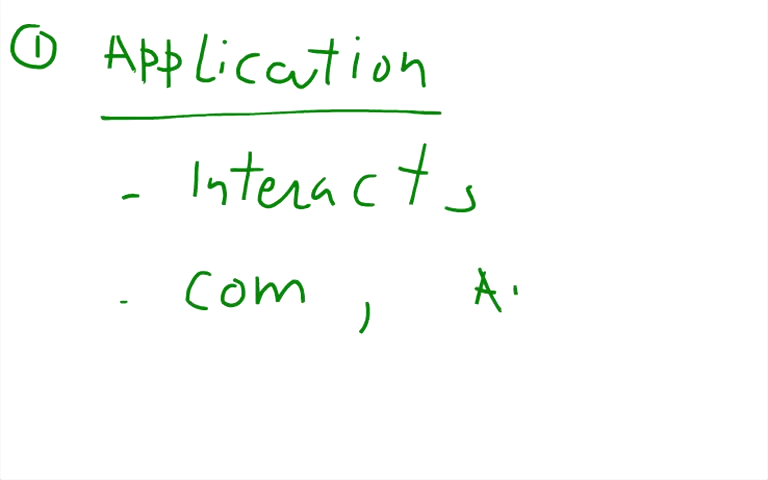 ① Application
- Interacts
- Com , A